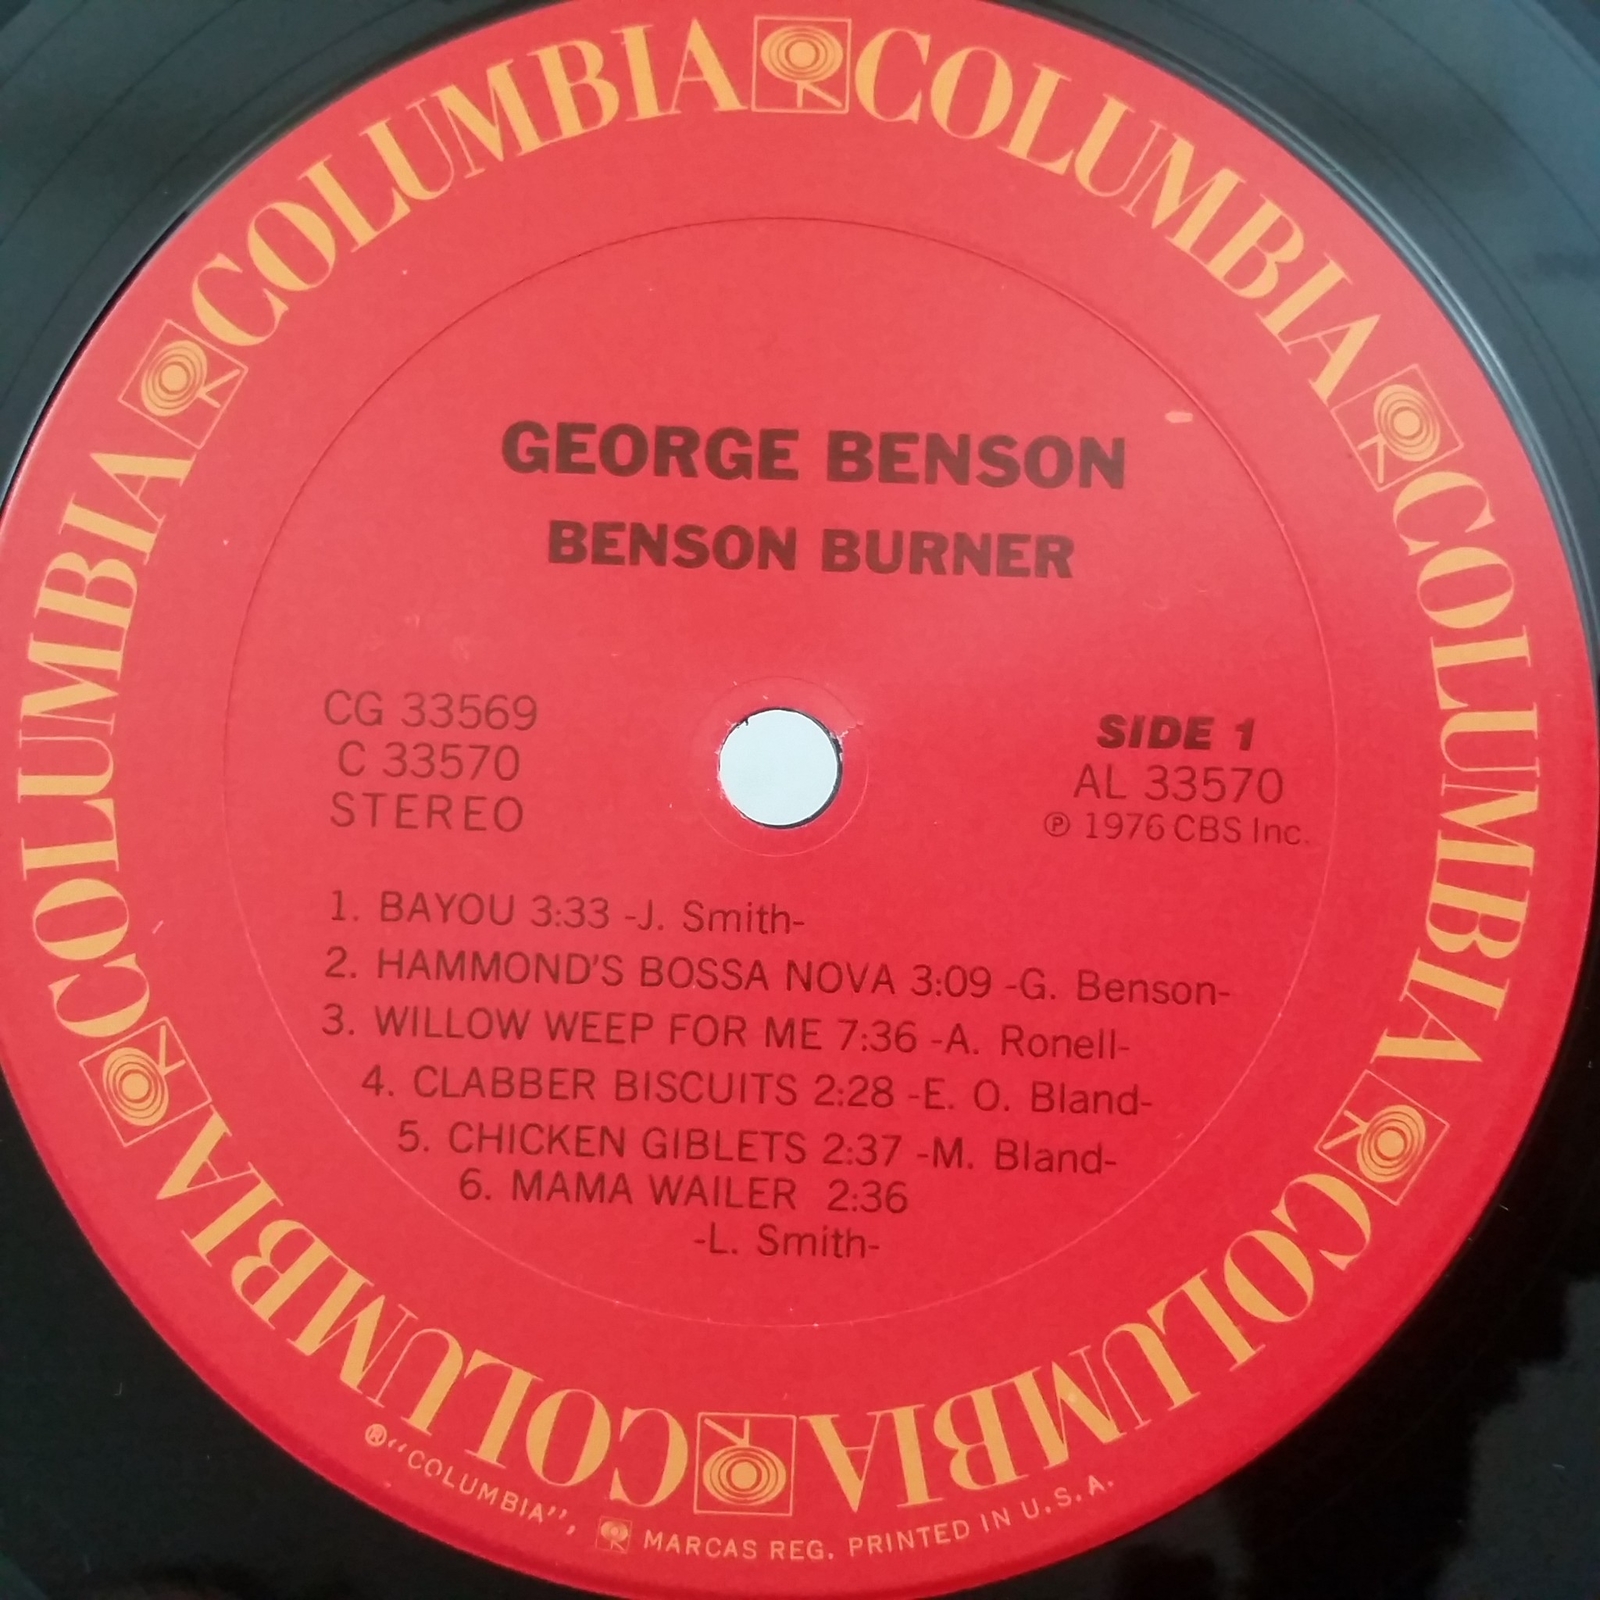 COLUMBIA COLUMBIA COLUMBIA COLUMBIA COLUMBIA COLUMBIA
GEORGE BENSON
BENSON BURNER
CG 33569
C 33570
STEREO
SIDE 1
AL 33570
℗ 1976 CBS Inc.
1. BAYOU 3:33 -J. Smith-
2. HAMMOND'S BOSSA NOVA 3:09 -G. Benson-
3. WILLOW WEEP FOR ME 7:36 -A. Ronell-
4. CLABBER BISCUITS 2:28 -E. O. Bland-
5. CHICKEN GIBLETS 2:37 -M. Bland-
6. MAMA WAILER 2:36
-L. Smith-
® "COLUMBIA", MARCAS REG. PRINTED IN U.S.A.